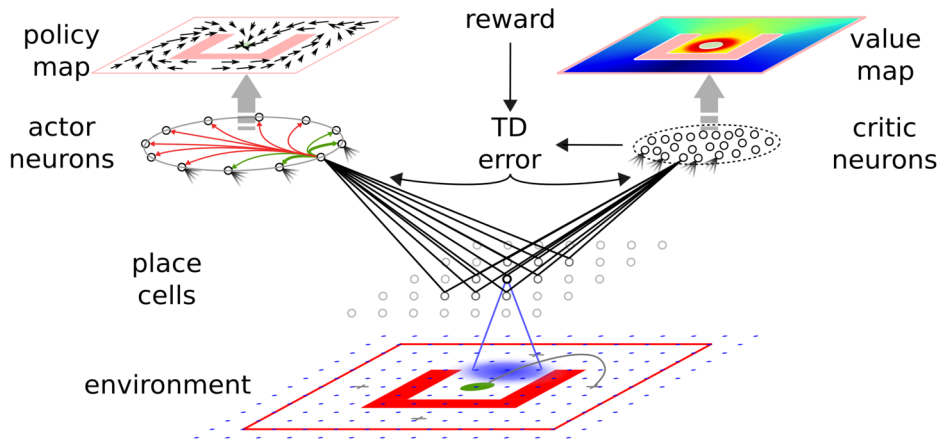 policy
map
reward
value
map
actor
neurons
TD
error
critic
neurons
place
cells
environment